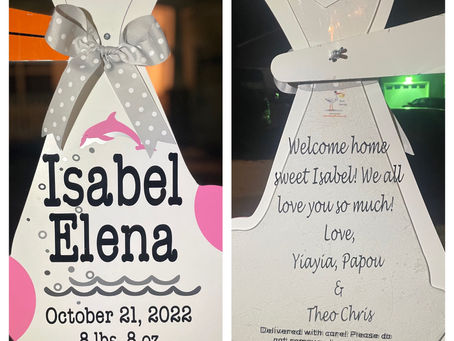 Isabel
Elena
October 21, 2022
8 lbs. 8 oz.
Welcome home
sweet Isabel! We all
love you so much!
Love,
Yiayia, Papou
&
Theo Chris
Delivered with care! Please do